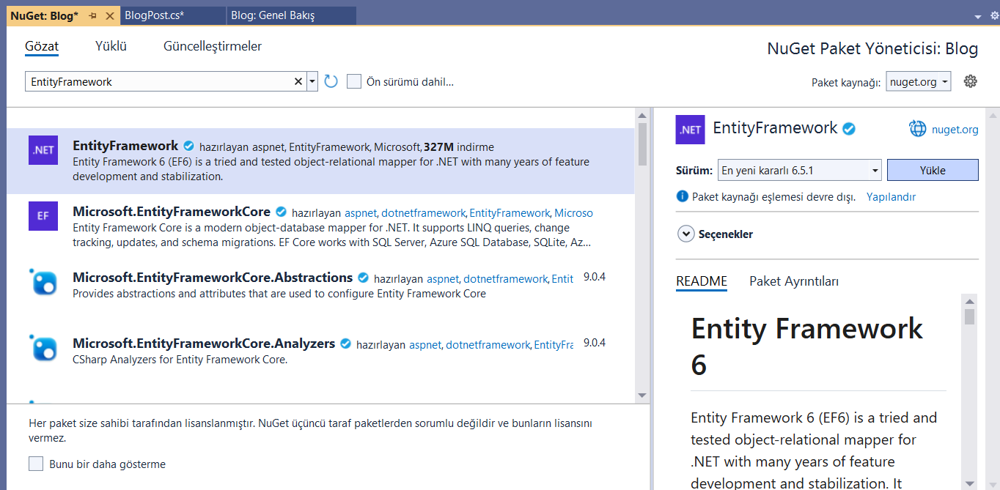 NuGet: Blog*
BlogPost.cs*
Blog: Genel Bakış
Gözat
Yüklü
Güncelleştirmeler
NuGet Paket Yöneticisi: Blog
EntityFramework
Ön sürümü dahil...
Paket kaynağı:
nuget.org
.NET
EntityFramework hazırlayan aspnet, EntityFramework, Microsoft, 327M indirme
Entity Framework 6 (EF6) is a tried and tested object-relational mapper for .NET with many years of feature
development and stabilization.
EF
Microsoft.EntityFrameworkCore hazırlayan aspnet, dotnetframework, EntityFramework, Microso
Entity Framework Core is a modern object-database mapper for .NET. It supports LINQ queries, change
tracking, updates, and schema migrations. EF Core works with SQL Server, Azure SQL Database, SQLite, Az...
Microsoft.EntityFrameworkCore.Abstractions hazırlayan aspnet, dotnetframework, Entit 9.0.4
Provides abstractions and attributes that are used to configure Entity Framework Core
Microsoft.EntityFrameworkCore.Analyzers hazırlayan aspnet, dotnetframework, EntityFra 9.0.4
CSharp Analyzers for Entity Framework Core.
Her paket size sahibi tarafından lisanslanmıştır. NuGet üçüncü taraf paketlerden sorumlu değildir ve bunların lisansını
vermez.
Bunu bir daha gösterme
.NET
EntityFramework
nuget.org
Sürüm:
En yeni kararlı 6.5.1
Yükle
Paket kaynağı eşlemesi devre dışı. Yapılandır
Seçenekler
README
Paket Ayrıntıları
Entity Framework
6
Entity Framework 6 (EF6) is a tried and
tested object-relational mapper for
.NET with many years of feature
development and stabilization. It